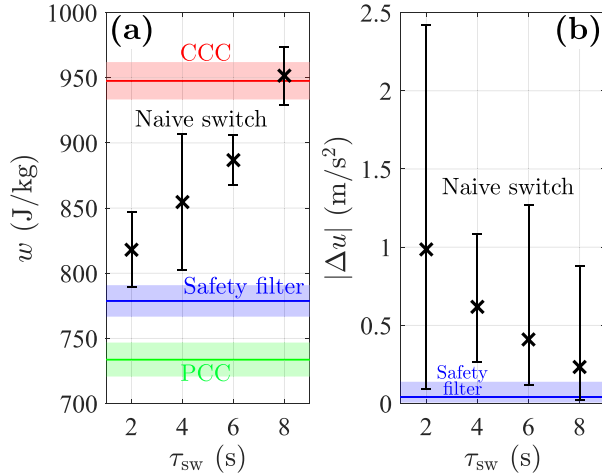 (a)
1000
950
900
850
800
750
700
w (J/kg)
CCC
Naive switch
Safety filter
PCC
2 4 6 8
τsw (s)
(b)
2.5
2
1.5
1
0.5
0
|Δu| (m/s²)
Naive switch
Safety
filter
2 4 6 8
τsw (s)